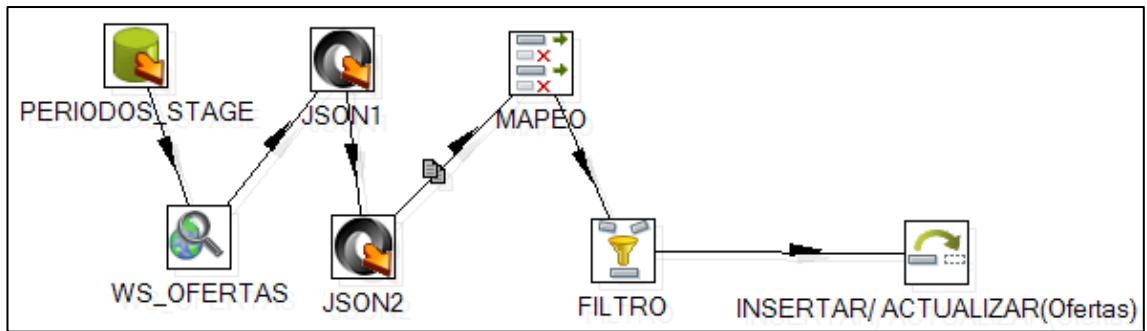 PERIODOS_STAGE
JSON1
MAPEO
WS_OFERTAS
JSON2
FILTRO
INSERTAR/ ACTUALIZAR(Ofertas)